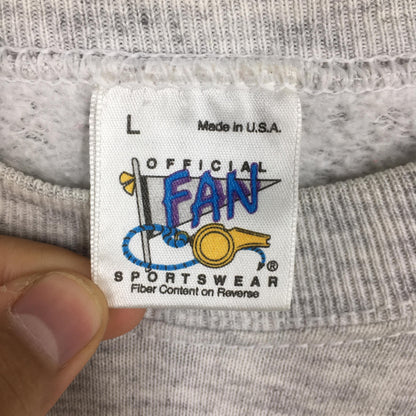 L Made in U.S.A.
OFFICIAL
FAN
SPORTSWEAR ®
Fiber Content on Reverse